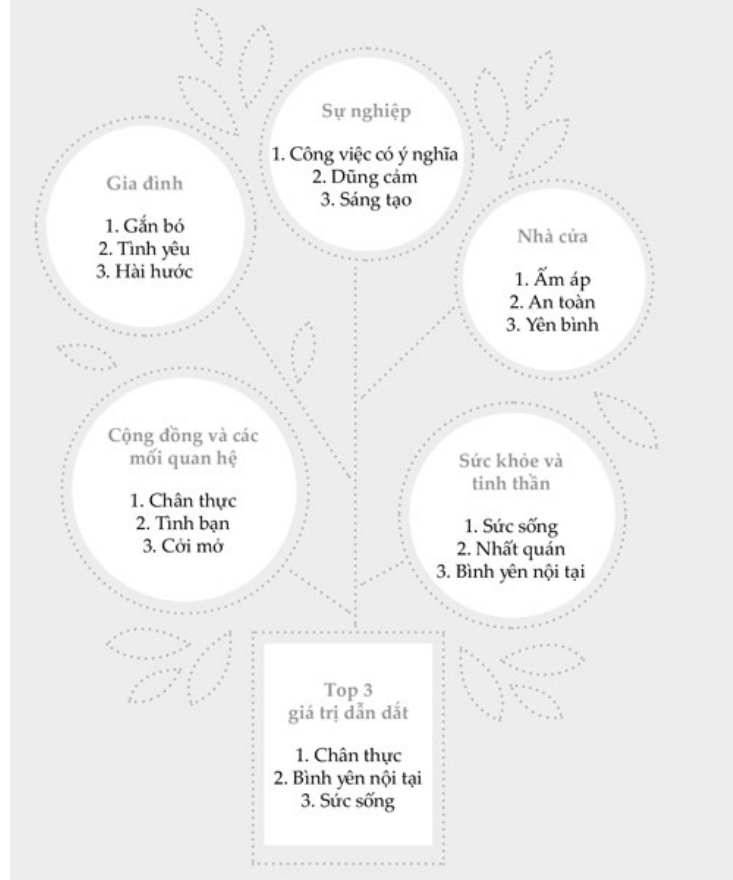 Sự nghiệp
1. Công việc có ý nghĩa
2. Dũng cảm
3. Sáng tạo
Gia đình
1. Gắn bó
2. Tình yêu
3. Hài hước
Nhà cửa
1. Ấm áp
2. An toàn
3. Yên bình
Cộng đồng và các
mối quan hệ
1. Chân thực
2. Tình bạn
3. Cởi mở
Sức khỏe và
tinh thần
1. Sức sống
2. Nhất quán
3. Bình yên nội tại
Top 3
giá trị dẫn dắt
1. Chân thực
2. Bình yên nội tại
3. Sức sống